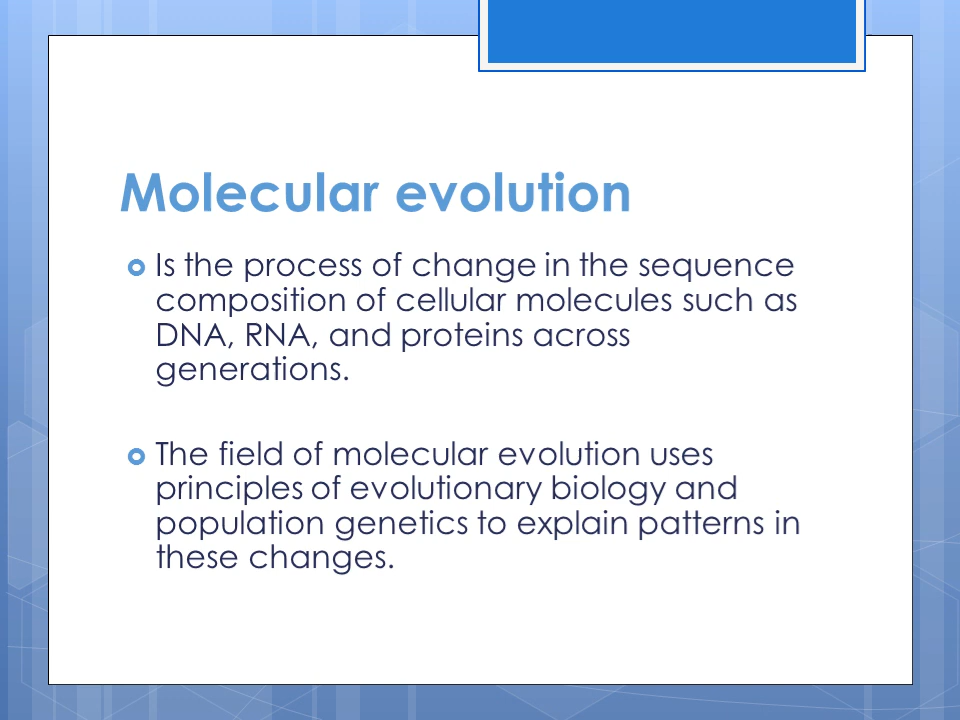 Molecular evolution
Is the process of change in the sequence
composition of cellular molecules such as
DNA, RNA, and proteins across
generations.
The field of molecular evolution uses
principles of evolutionary biology and
population genetics to explain patterns in
these changes.